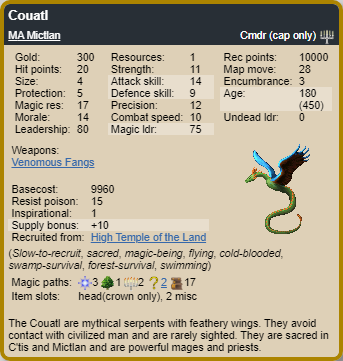 Couatl
MA Mictlan Cmdr (cap only)
Gold: 300 Resources: 1 Rec points: 10000
Hit points: 20 Strength: 11 Map move: 28
Size: 4 Attack skill: 14 Encumbrance: 3
Protection: 5 Defence skill: 9 Age: 180
Magic res: 17 Precision: 12 (450)
Morale: 14 Combat speed: 10 Undead ldr: 0
Leadership: 80 Magic ldr: 75
Weapons:
Venomous Fangs
Basecost: 9960
Resist poison: 15
Inspirational: 1
Supply bonus: +10
Recruited from: High Temple of the Land
(Slow-to-recruit, sacred, magic-being, flying, cold-blooded,
swamp-survival, forest-survival, swimming)
Magic paths: 3 1 2 ?2 17
Item slots: head(crown only), 2 misc
The Couatl are mythical serpents with feathery wings. They avoid
contact with civilized man and are rarely sighted. They are sacred in
C'tis and Mictlan and are powerful mages and priests.